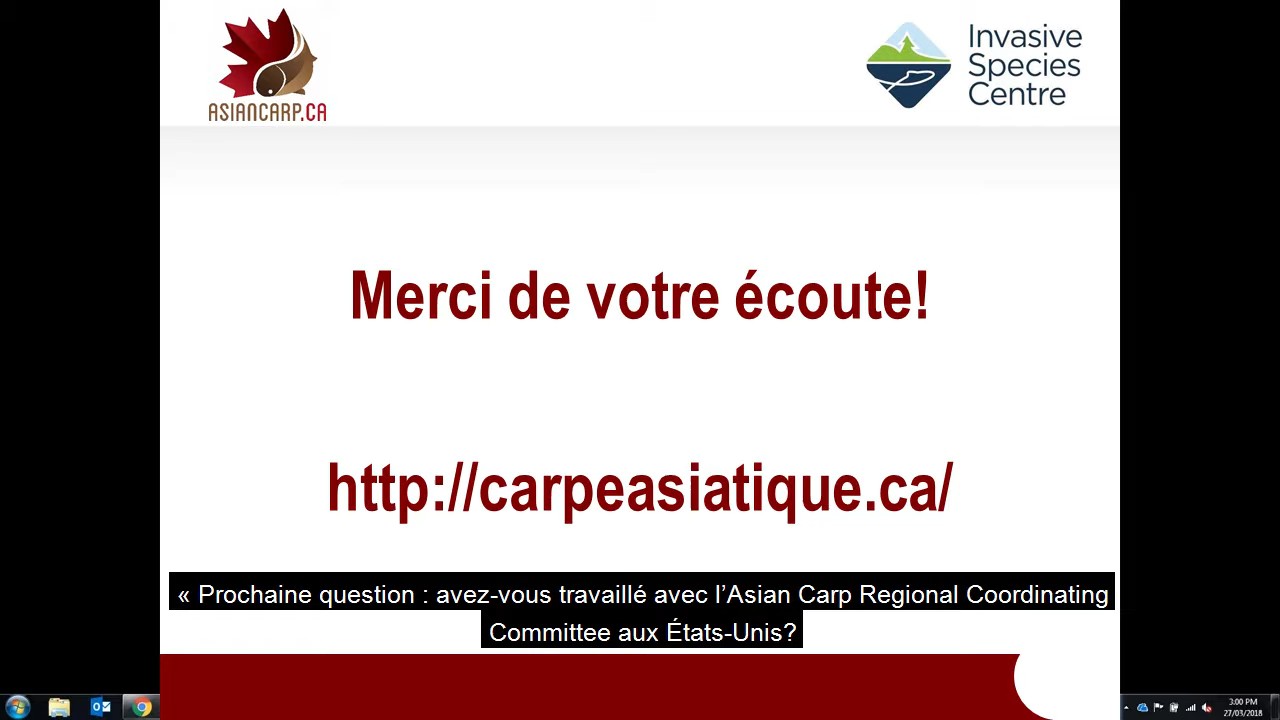 ASIANCARP.CA
Invasive
Species
Centre
Merci de votre écoute!
http://carpeasiatique.ca/
« Prochaine question : avez-vous travaillé avec l’Asian Carp Regional Coordinating
Committee aux États-Unis?
3:00 PM
27/03/2018